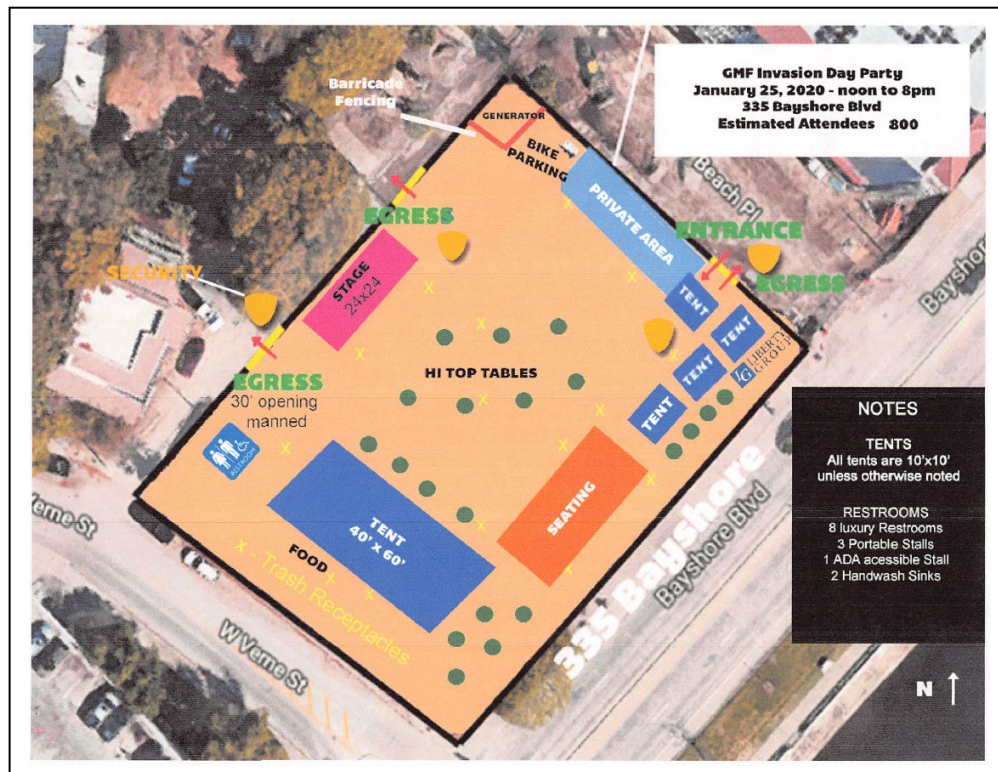 GMF Invasion Day Party
January 25, 2020 - noon to 8pm
335 Bayshore Blvd
Estimated Attendees 800
Barricade
Fencing
GENERATOR
BIKE
PARKING
PRIVATE AREA
Beach Pl
ENTRANCE
EGRESS
Bayshore
EGRESS
SECURITY
STAGE
24x24
TENT
TENT
TENT
TENT
LG LIBERTY
GROUP
HI TOP TABLES
EGRESS
30' opening
manned
RESTROOM
TENT
40' x 60'
SEATING
FOOD
x - Trash Receptacles
335 Bayshore
Bayshore Blvd
Verne St
W Verne St
NOTES
TENTS
All tents are 10'x10'
unless otherwise noted
RESTROOMS
8 luxury Restrooms
3 Portable Stalls
1 ADA acessible Stall
2 Handwash Sinks
N